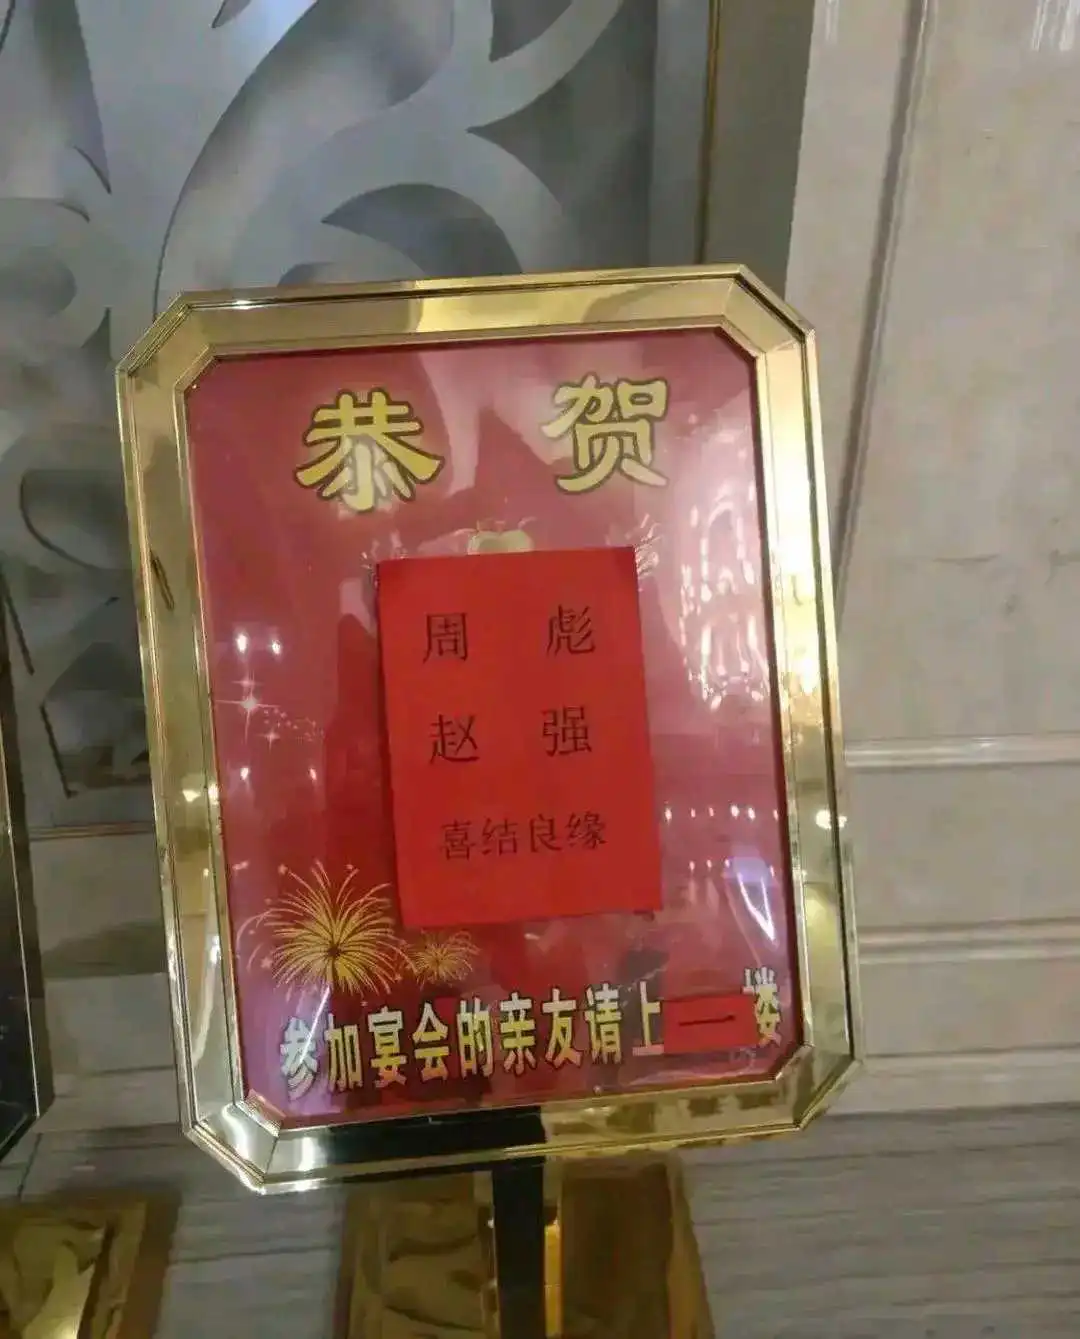 恭 贺
周 彪
赵 强
喜结良缘
参加宴会的亲友请上一楼